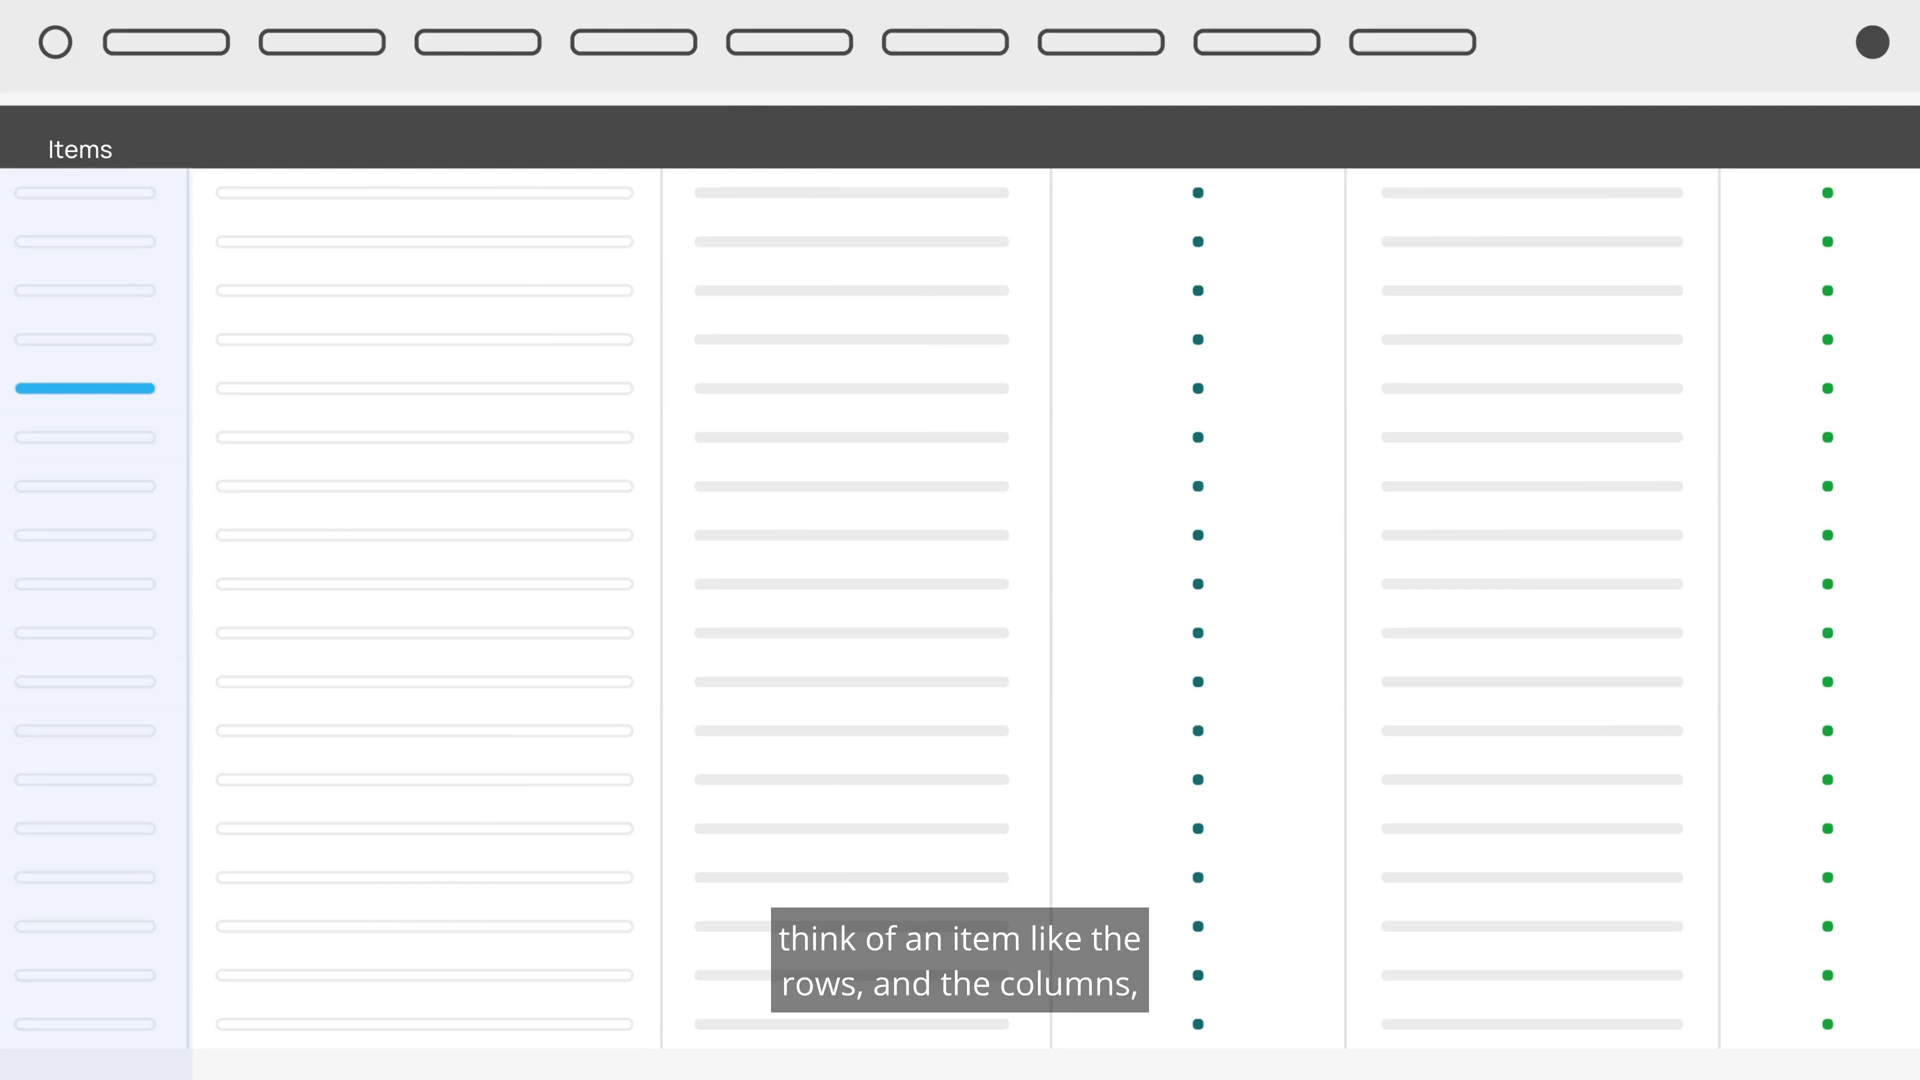 Items
think of an item like the
rows, and the columns,